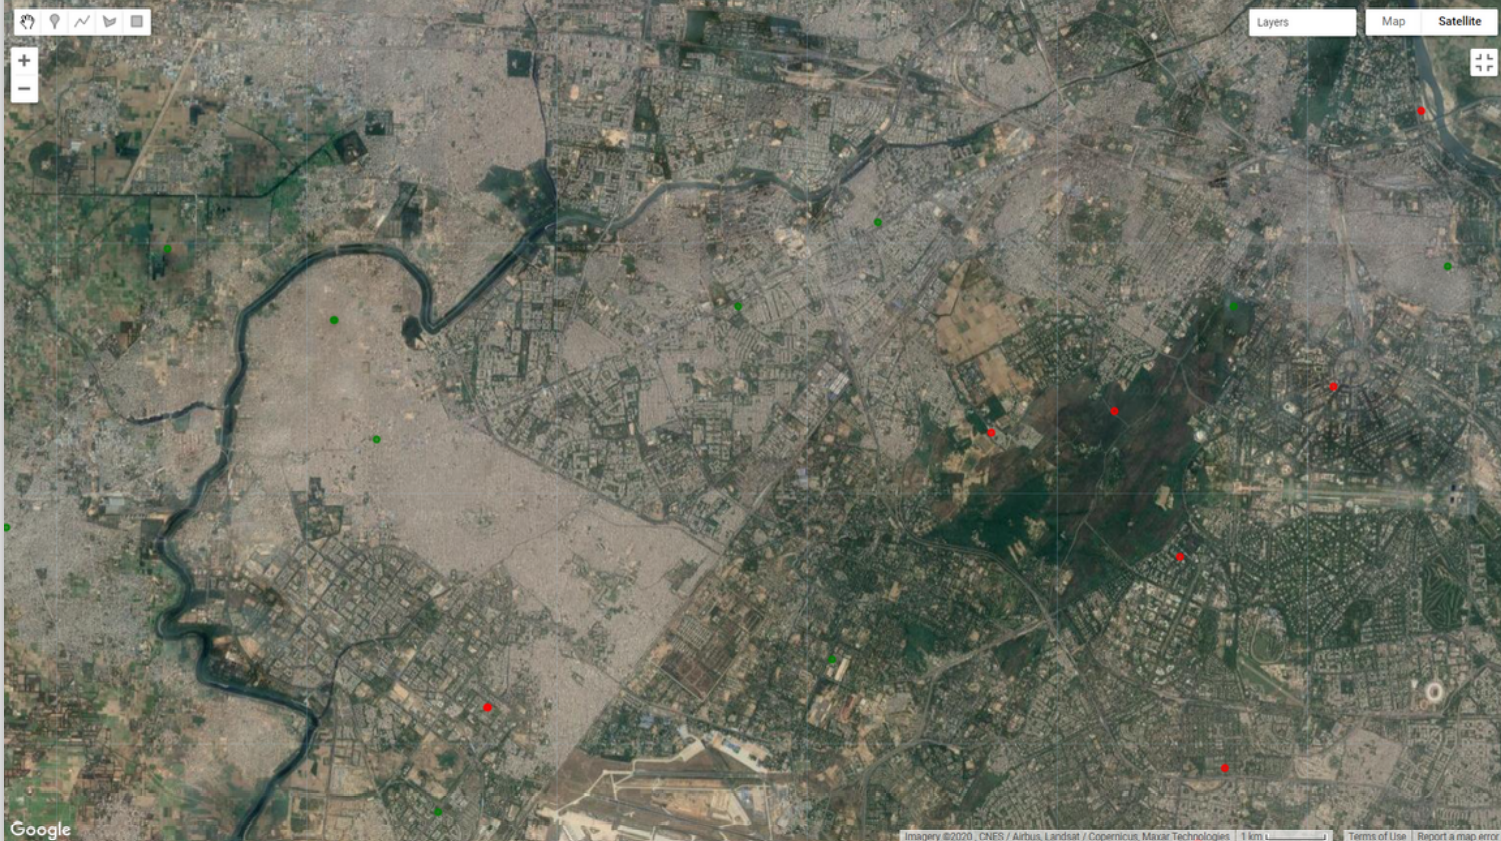 Layers
Map
Satellite
Google
Imagery ©2020 , CNES / Airbus, Landsat / Copernicus, Maxar Technologies
1 km
Terms of Use
Report a map error